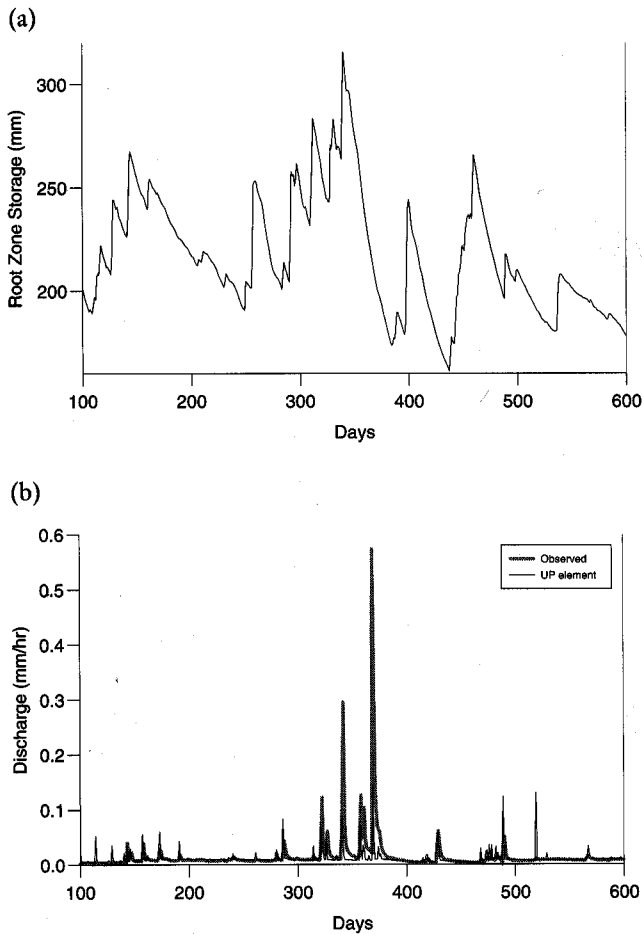 (a)
Root Zone Storage (mm)
300
250
200
100
200
300
400
500
600
Days
(b)
Discharge (mm/hr)
0.6
0.5
0.4
0.3
0.2
0.1
0.0
Observed
UP element
100
200
300
400
500
600
Days